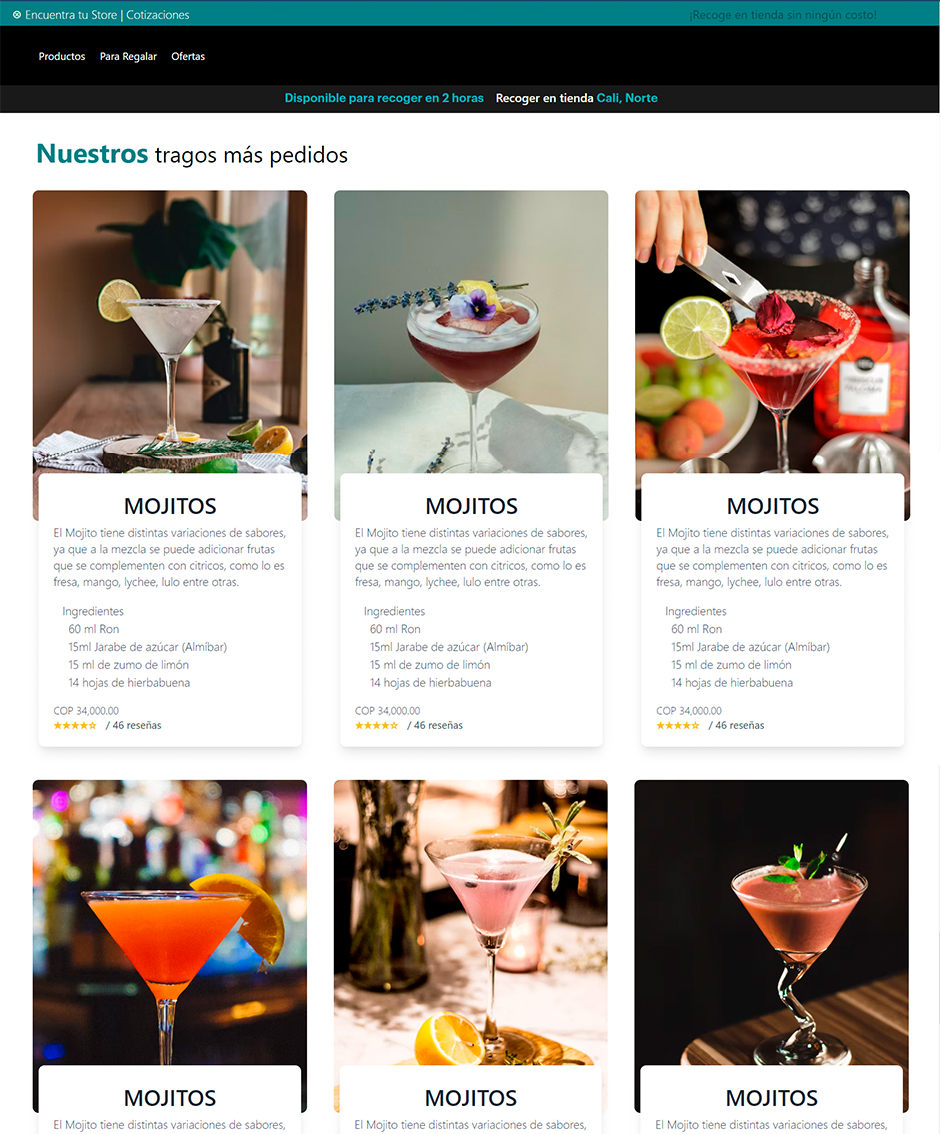 ⊗ Encuentra tu Store | Cotizaciones
¡Recoge en tienda sin ningún costo!
Productos Para Regalar Ofertas
Disponible para recoger en 2 horas Recoger en tienda Cali, Norte
Nuestros tragos más pedidos
MOJITOS
El Mojito tiene distintas variaciones de sabores,
ya que a la mezcla se puede adicionar frutas
que se complementen con citricos, como lo es
fresa, mango, lychee, lulo entre otras.
Ingredientes
60 ml Ron
15ml Jarabe de azúcar (Almíbar)
15 ml de zumo de limón
14 hojas de hierbabuena
COP 34,000.00
★★★★☆ / 46 reseñas
MOJITOS
El Mojito tiene distintas variaciones de sabores,
ya que a la mezcla se puede adicionar frutas
que se complementen con citricos, como lo es
fresa, mango, lychee, lulo entre otras.
Ingredientes
60 ml Ron
15ml Jarabe de azúcar (Almíbar)
15 ml de zumo de limón
14 hojas de hierbabuena
COP 34,000.00
★★★★☆ / 46 reseñas
MOJITOS
El Mojito tiene distintas variaciones de sabores,
ya que a la mezcla se puede adicionar frutas
que se complementen con citricos, como lo es
fresa, mango, lychee, lulo entre otras.
Ingredientes
60 ml Ron
15ml Jarabe de azúcar (Almíbar)
15 ml de zumo de limón
14 hojas de hierbabuena
COP 34,000.00
★★★★☆ / 46 reseñas
MOJITOS
El Mojito tiene distintas variaciones de sabores,
MOJITOS
El Mojito tiene distintas variaciones de sabores,
MOJITOS
El Mojito tiene distintas variaciones de sabores,